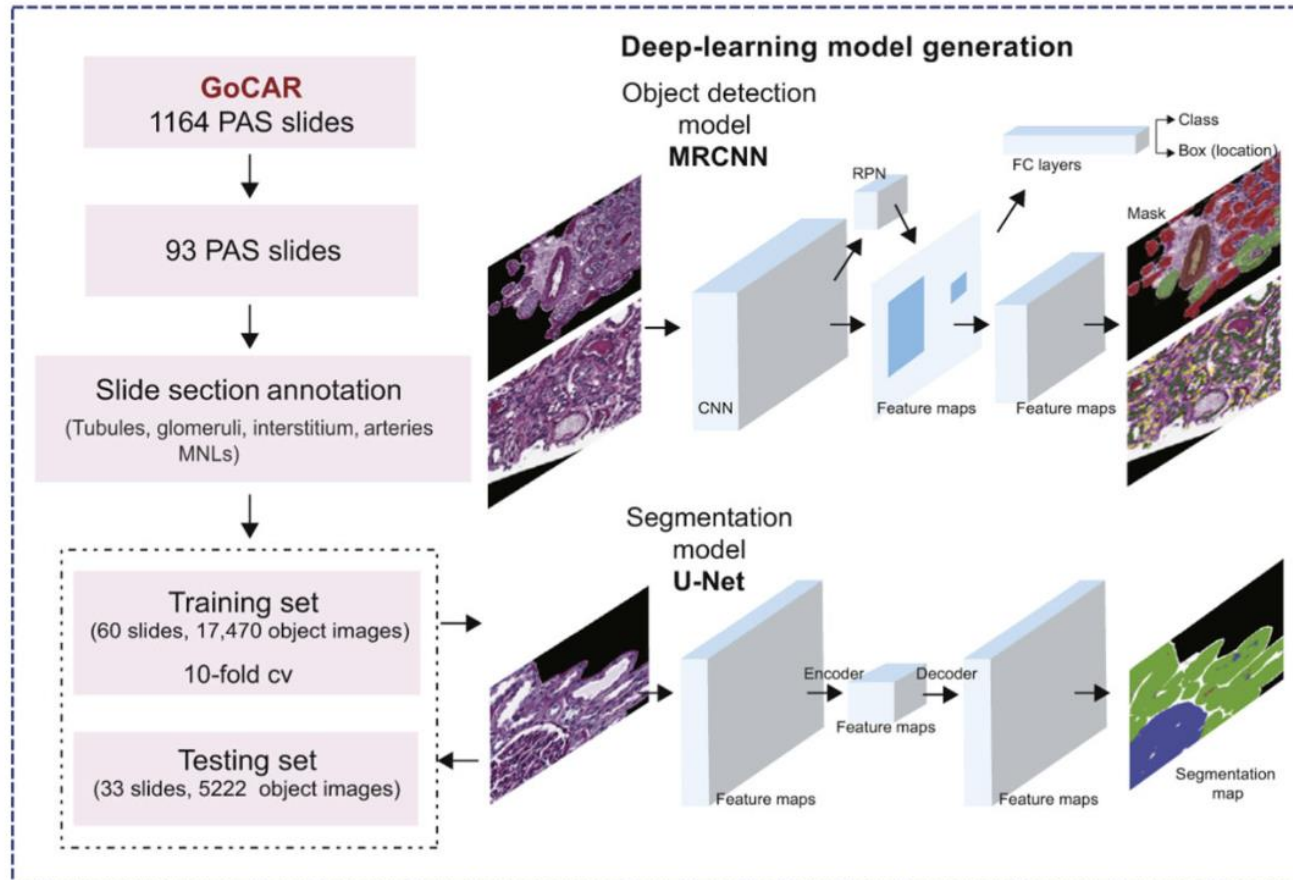 GoCAR
1164 PAS slides
93 PAS slides
Slide section annotation
(Tubules, glomeruli, interstitium, arteries
MNLs)
Training set
(60 slides, 17,470 object images)
10-fold cv
Testing set
(33 slides, 5222 object images)
Deep-learning model generation
Object detection
model
MRCNN
RPN
FC layers
Class
Box (location)
Mask
CNN
Feature maps
Feature maps
Segmentation
model
U-Net
Encoder
Decoder
Feature maps
Feature maps
Feature maps
Segmentation
map